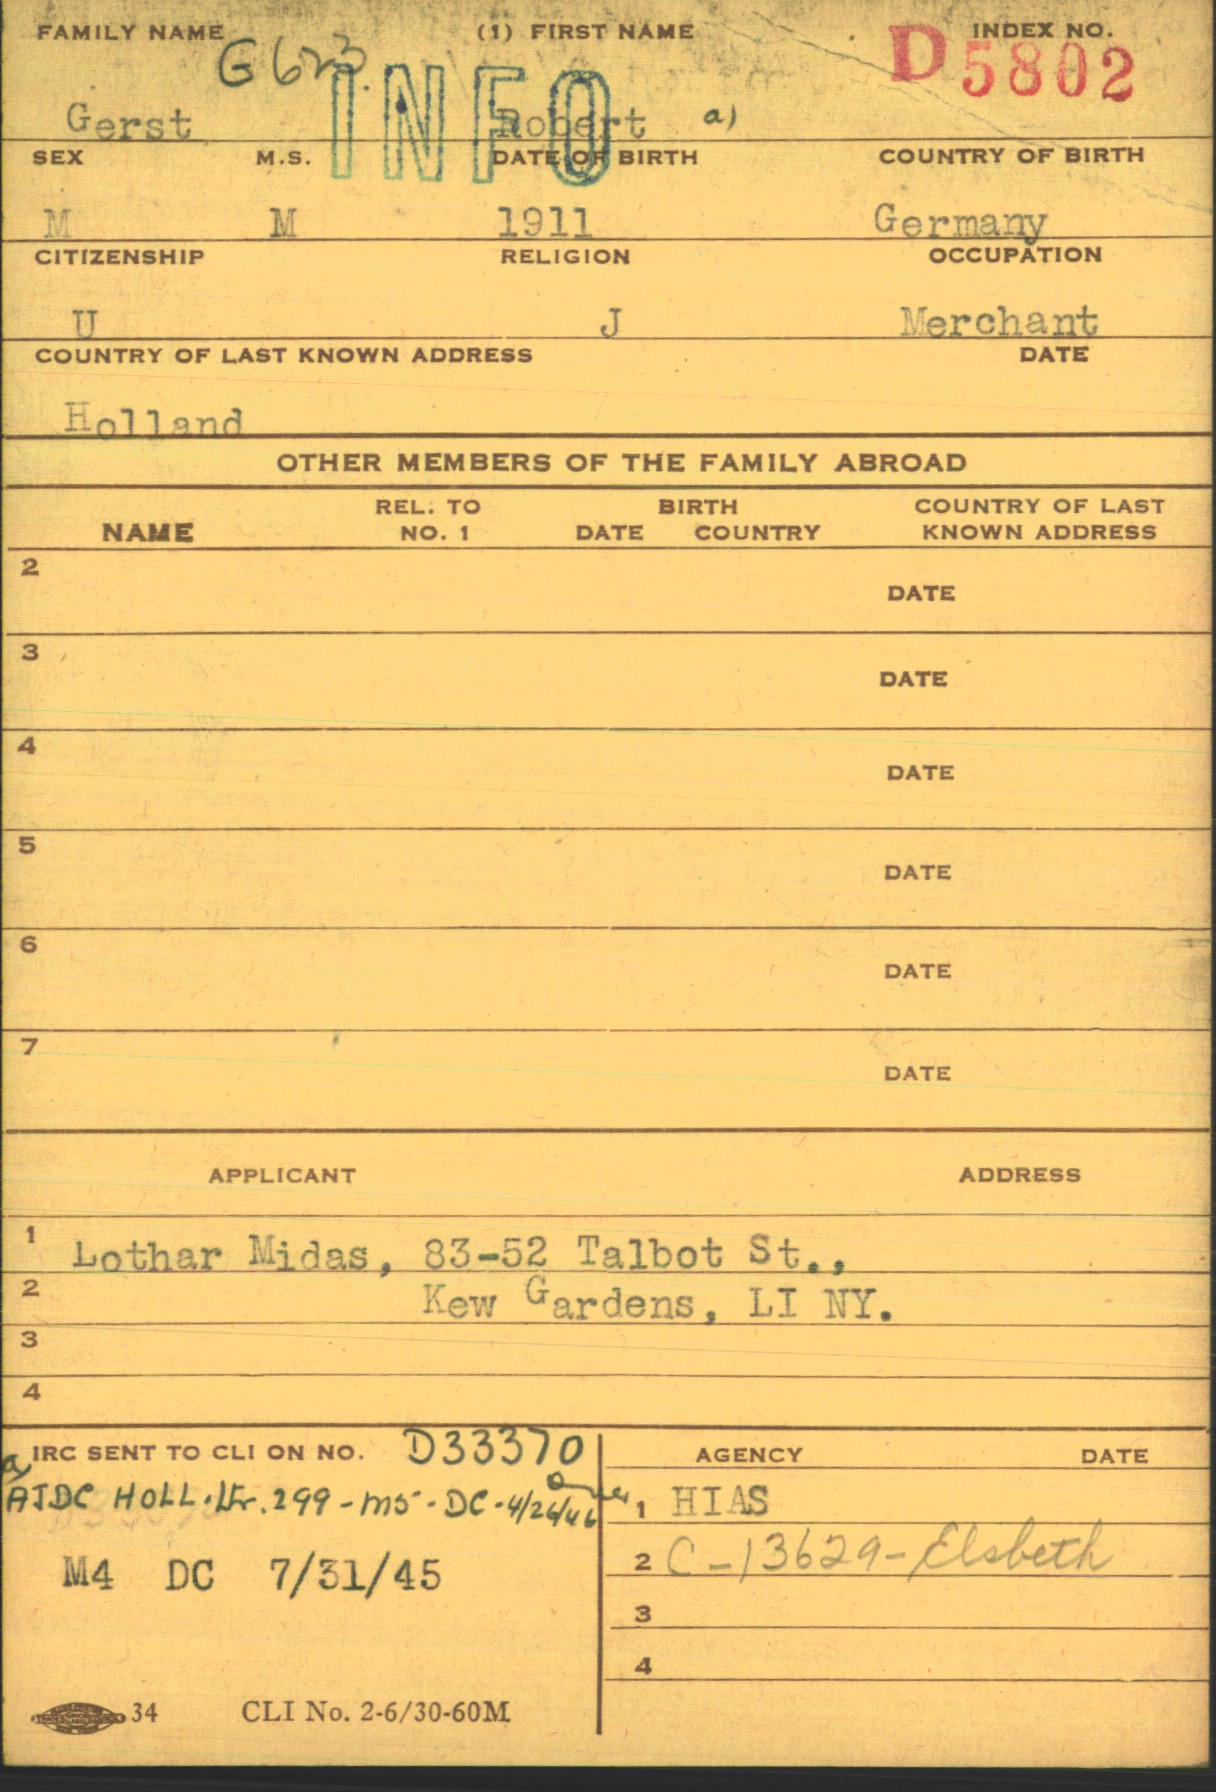 FAMILY NAME (1) FIRST NAME INDEX NO.
G623 INFO D5802
Gerst Robert a)
SEX M.S. DATE OF BIRTH COUNTRY OF BIRTH
M M 1911 Germany
CITIZENSHIP RELIGION OCCUPATION
U J Merchant
COUNTRY OF LAST KNOWN ADDRESS DATE
Holland
OTHER MEMBERS OF THE FAMILY ABROAD
REL. TO BIRTH COUNTRY OF LAST
NAME NO. 1 DATE COUNTRY KNOWN ADDRESS
2 DATE
3 DATE
4 DATE
5 DATE
6 DATE
7 DATE
APPLICANT ADDRESS
1 Lothar Midas, 83-52 Talbot St.,
2 Kew Gardens, LI NY.
3
4
IRC SENT TO CLI ON NO. D33370
a) AJDC HOLL. Ltr. 299 - MS - DC - 4/26/46
M4 DC 7/31/45
34 CLI No. 2-6/30-60M
AGENCY DATE
1 HIAS
2 C-13629-Elsbeth
3
4